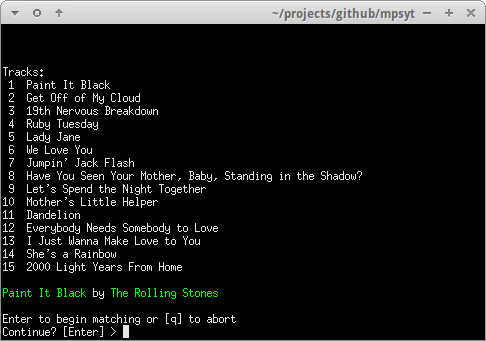 ~/projects/github/mpsyt
Tracks:
1 Paint It Black
2 Get Off of My Cloud
3 19th Nervous Breakdown
4 Ruby Tuesday
5 Lady Jane
6 We Love You
7 Jumpin' Jack Flash
8 Have You Seen Your Mother, Baby, Standing in the Shadow?
9 Let's Spend the Night Together
10 Mother's Little Helper
11 Dandelion
12 Everybody Needs Somebody to Love
13 I Just Wanna Make Love to You
14 She's a Rainbow
15 2000 Light Years From Home
Paint It Black by The Rolling Stones
Enter to begin matching or [q] to abort
Continue? [Enter] >